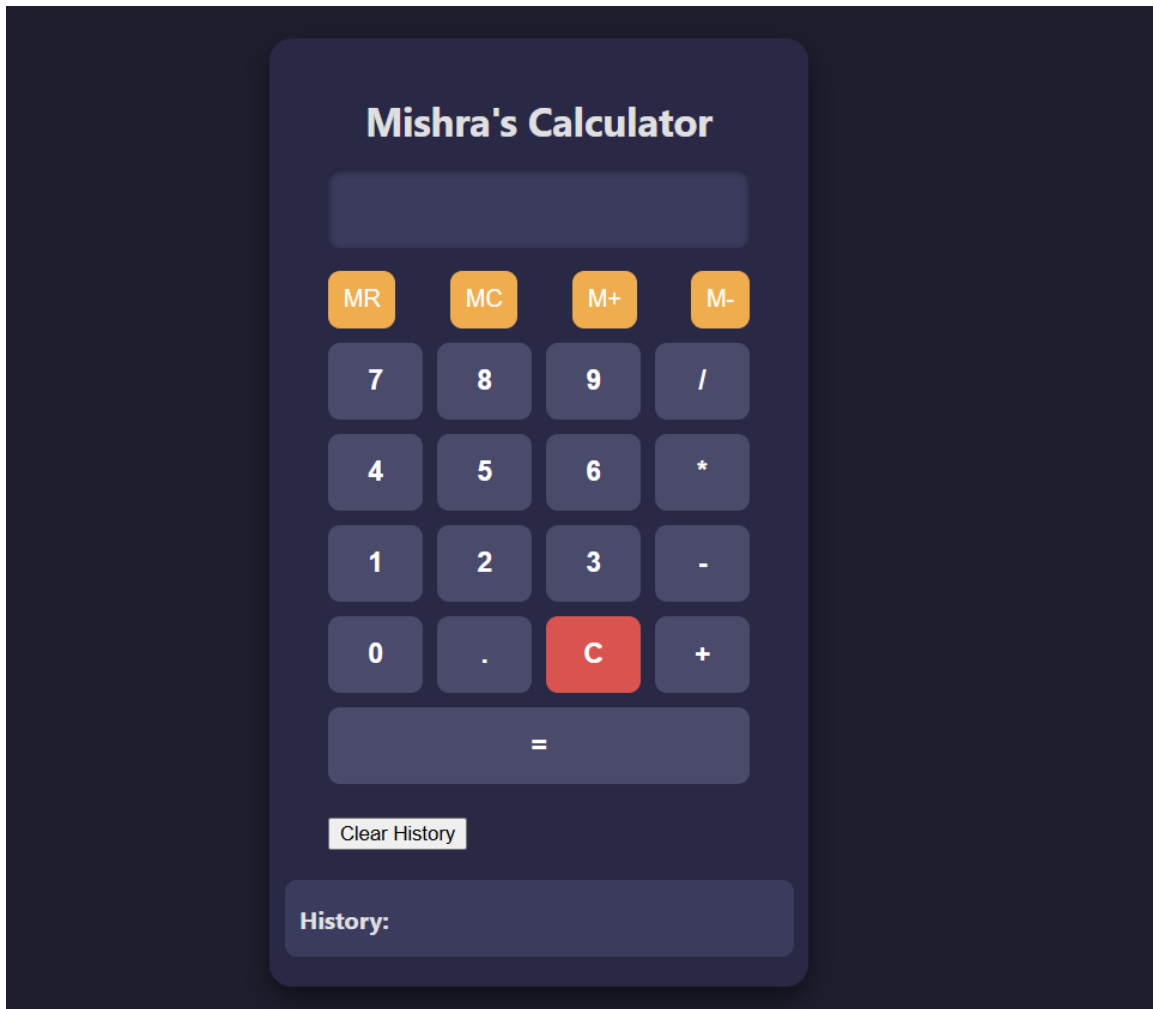 Mishra's Calculator
MR MC M+ M-
7 8 9 /
4 5 6 *
1 2 3 -
0 . C +
=
Clear History
History: